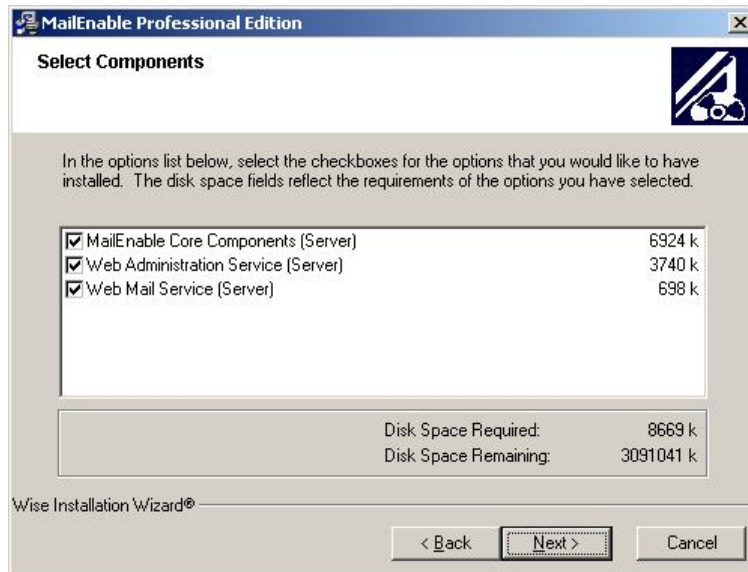 MailEnable Professional Edition
Select Components
In the options list below, select the checkboxes for the options that you would like to have
installed. The disk space fields reflect the requirements of the options you have selected.
MailEnable Core Components (Server) 6924 k
Web Administration Service (Server) 3740 k
Web Mail Service (Server) 698 k
Disk Space Required: 8669 k
Disk Space Remaining: 3091041 k
Wise Installation Wizard®
< Back Next > Cancel